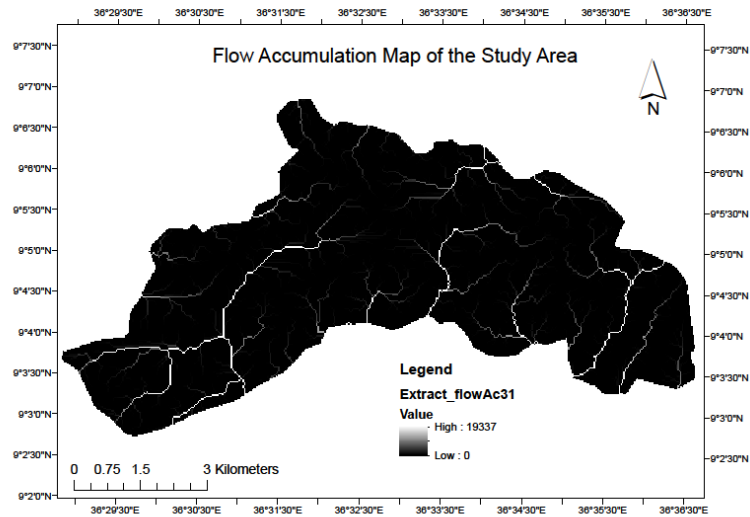 36°29'30"E 36°30'30"E 36°31'30"E 36°32'30"E 36°33'30"E 36°34'30"E 36°35'30"E 36°36'30"E
Flow Accumulation Map of the Study Area
N
9°7'30"N 9°7'30"N
9°7'0"N 9°7'0"N
9°6'30"N 9°6'30"N
9°6'0"N 9°6'0"N
9°5'30"N 9°5'30"N
9°5'0"N 9°5'0"N
9°4'30"N 9°4'30"N
9°4'0"N 9°4'0"N
9°3'30"N 9°3'30"N
9°3'0"N 9°3'0"N
9°2'30"N 9°2'30"N
9°2'0"N
Legend
Extract_flowAc31
Value
High : 19337
Low : 0
0 0.75 1.5 3 Kilometers
36°29'30"E 36°30'30"E 36°31'30"E 36°32'30"E 36°33'30"E 36°34'30"E 36°35'30"E 36°36'30"E